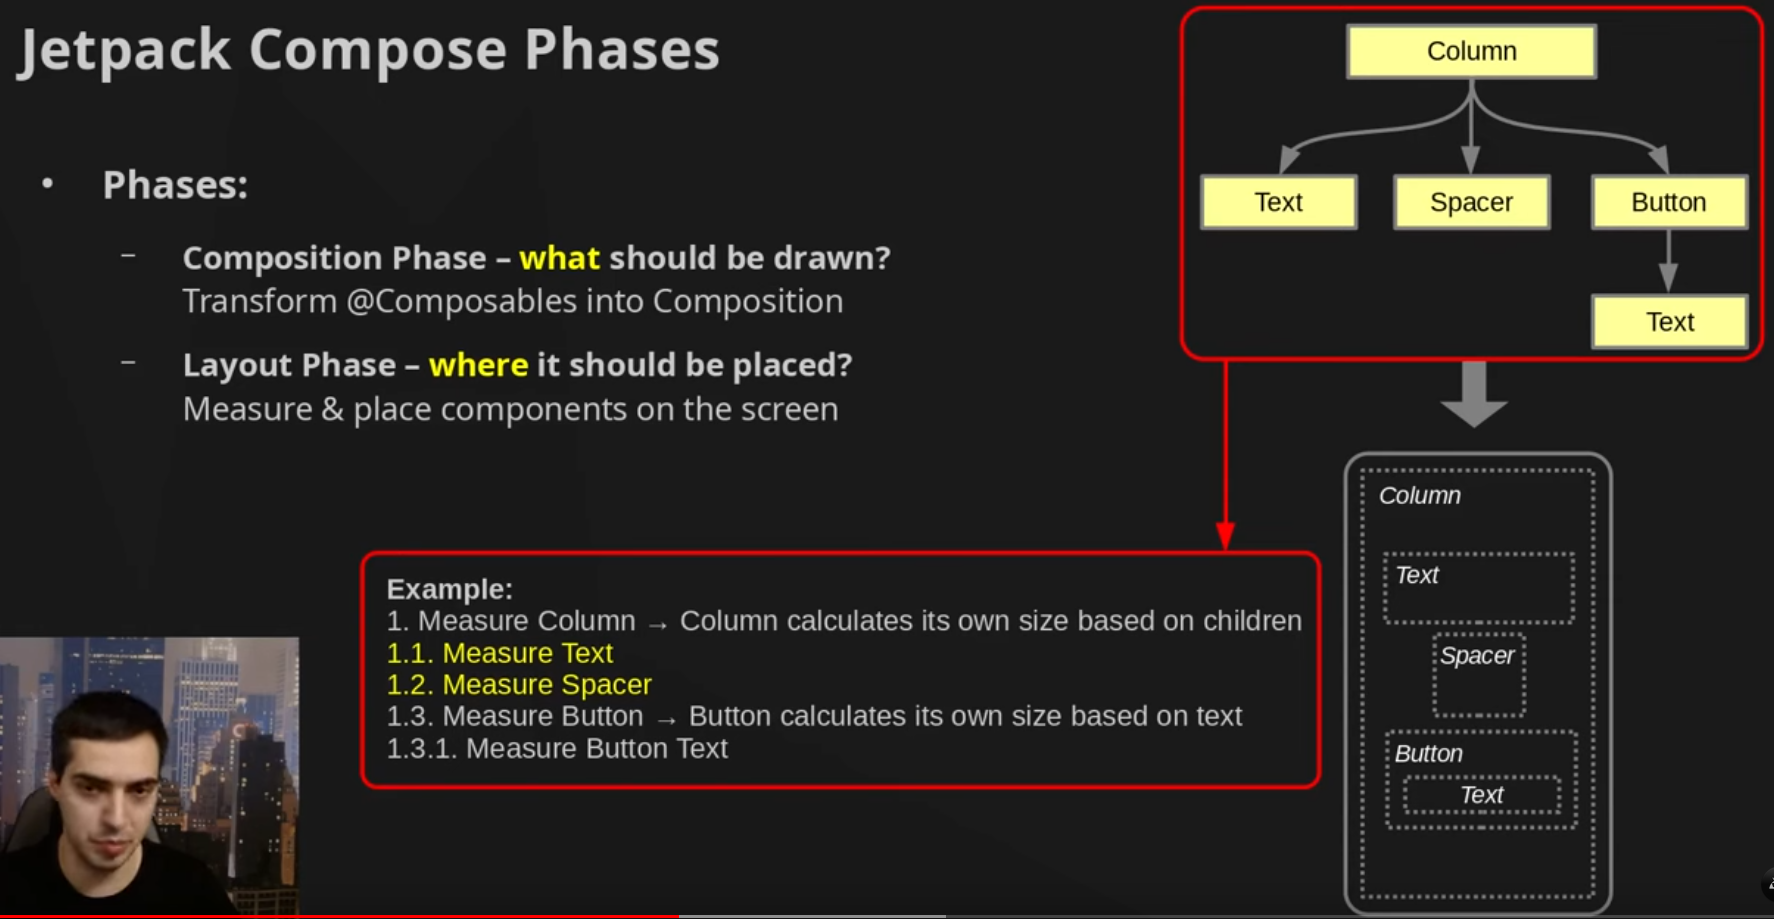 Jetpack Compose Phases
• Phases:
– Composition Phase – what should be drawn?
Transform @Composables into Composition
– Layout Phase – where it should be placed?
Measure & place components on the screen
Column
Text
Spacer
Button
Text
Example:
1. Measure Column → Column calculates its own size based on children
1.1. Measure Text
1.2. Measure Spacer
1.3. Measure Button → Button calculates its own size based on text
1.3.1. Measure Button Text
Column
Text
Spacer
Button
Text